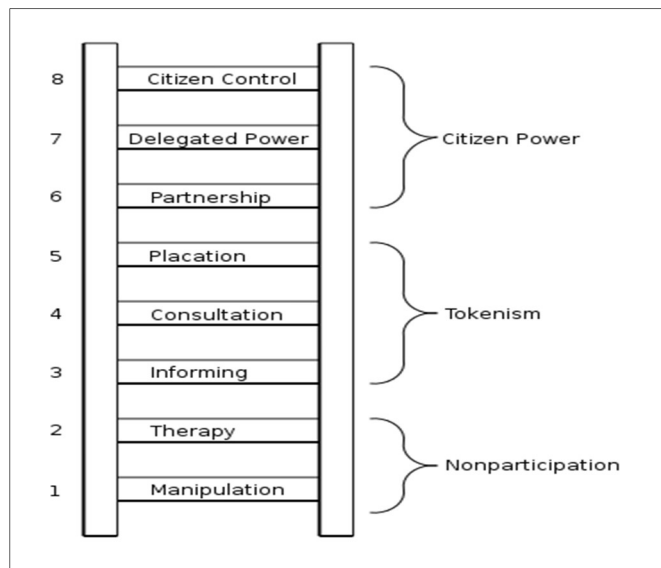 8 Citizen Control
7 Delegated Power
Citizen Power
6 Partnership
5 Placation
4 Consultation
Tokenism
3 Informing
2 Therapy
Nonparticipation
1 Manipulation